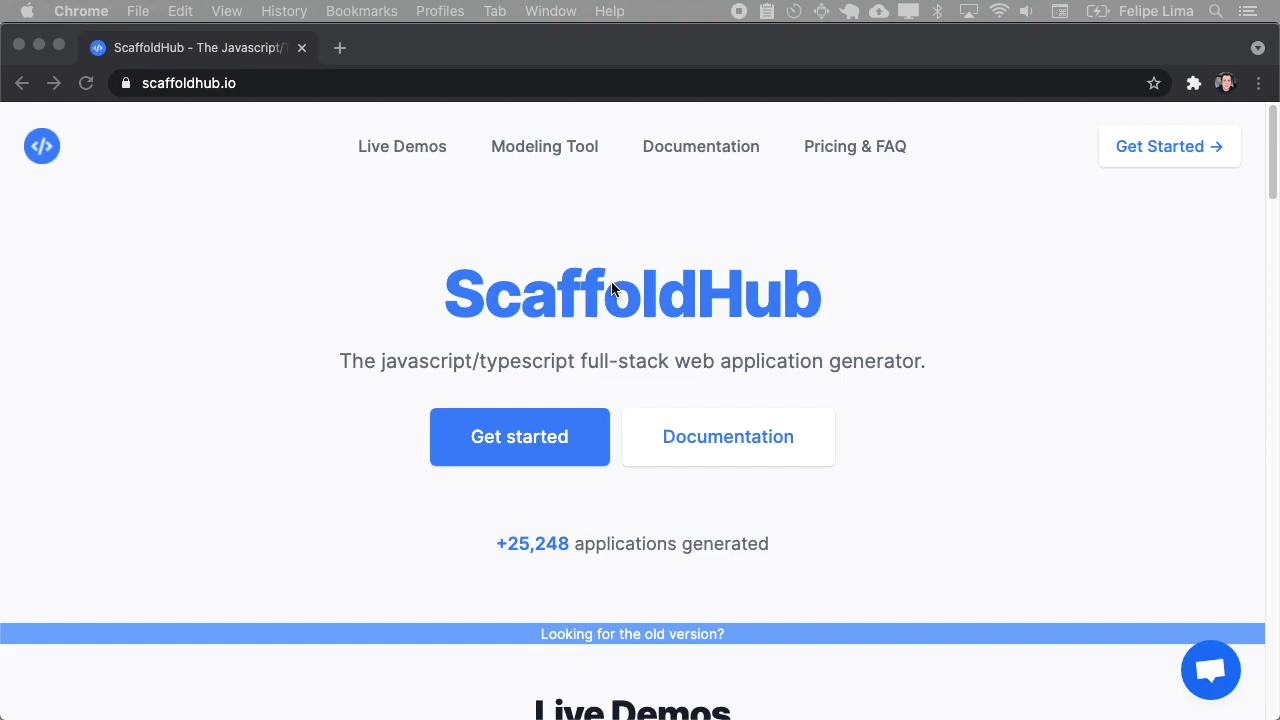 Chrome File Edit View History Bookmarks Profiles Tab Window Help Felipe Lima
ScaffoldHub - The Javascript/
scaffoldhub.io
Live Demos Modeling Tool Documentation Pricing & FAQ Get Started →
ScaffoldHub
The javascript/typescript full-stack web application generator.
Get started Documentation
+25,248 applications generated
Looking for the old version?
Live Demos